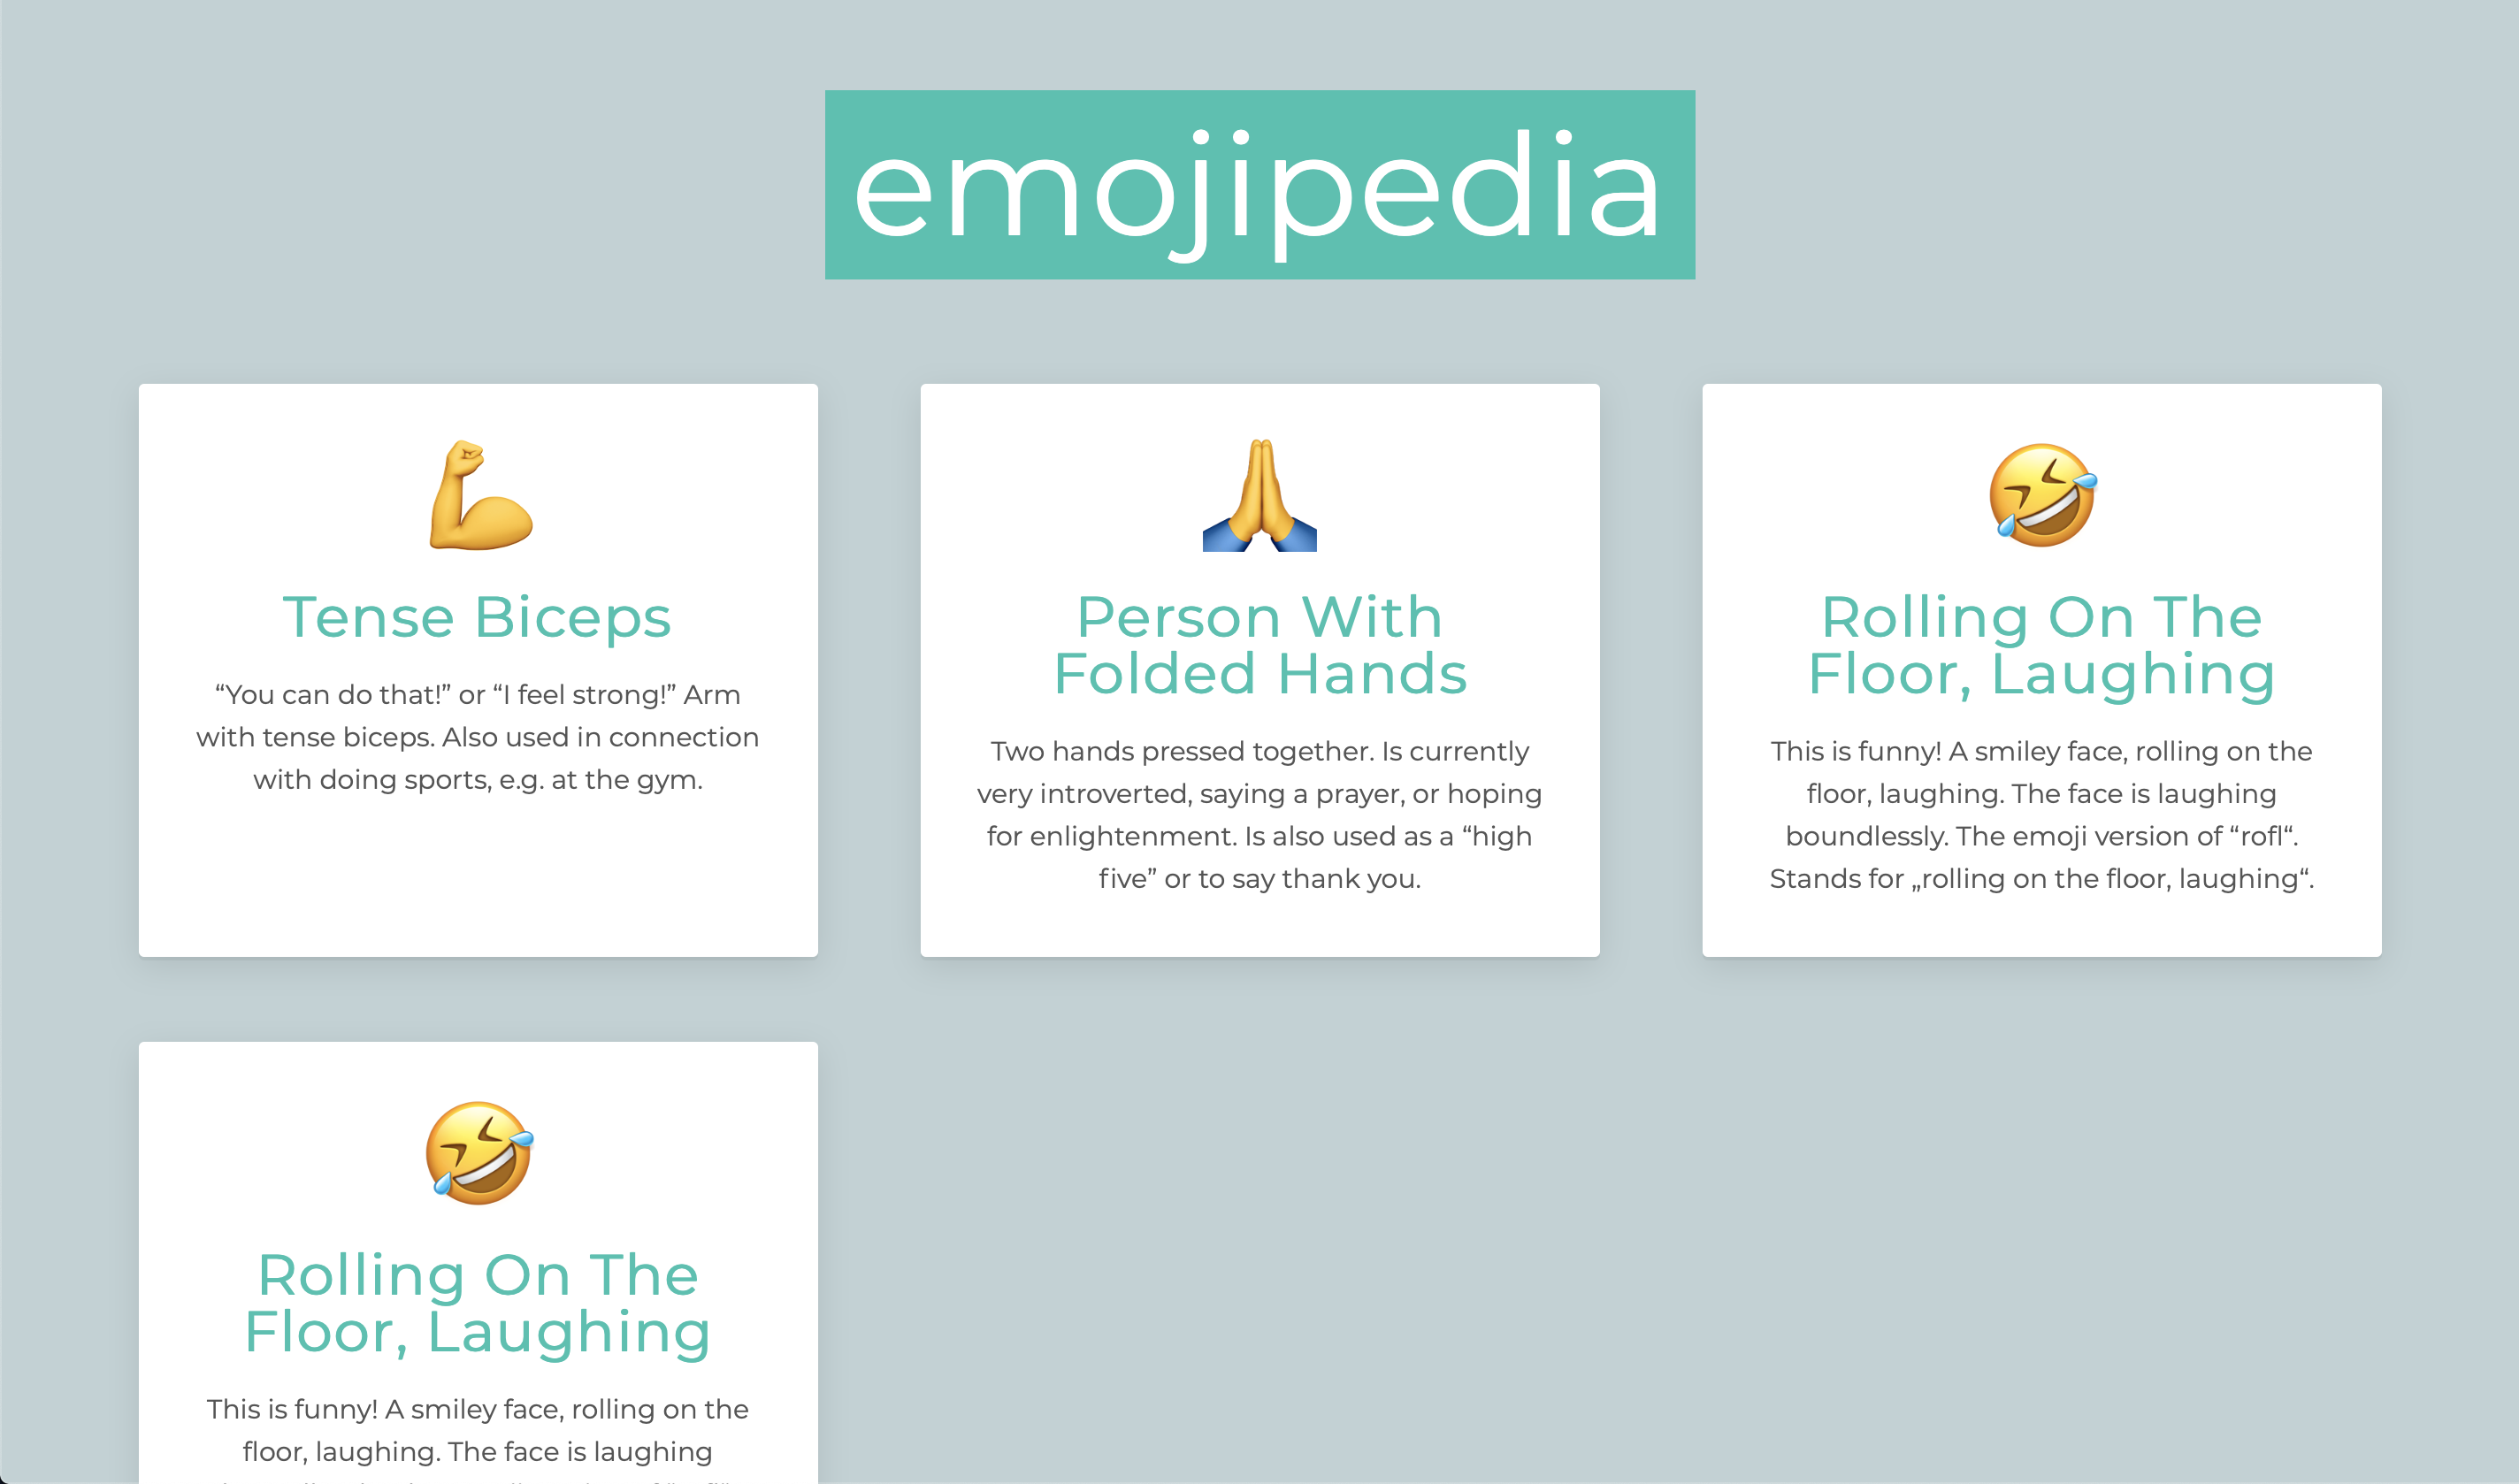 emojipedia
Tense Biceps
“You can do that!” or “I feel strong!” Arm
with tense biceps. Also used in connection
with doing sports, e.g. at the gym.
Person With
Folded Hands
Two hands pressed together. Is currently
very introverted, saying a prayer, or hoping
for enlightenment. Is also used as a “high
five” or to say thank you.
Rolling On The
Floor, Laughing
This is funny! A smiley face, rolling on the
floor, laughing. The face is laughing
boundlessly. The emoji version of “rofl“.
Stands for „rolling on the floor, laughing“.
Rolling On The
Floor, Laughing
This is funny! A smiley face, rolling on the
floor, laughing. The face is laughing